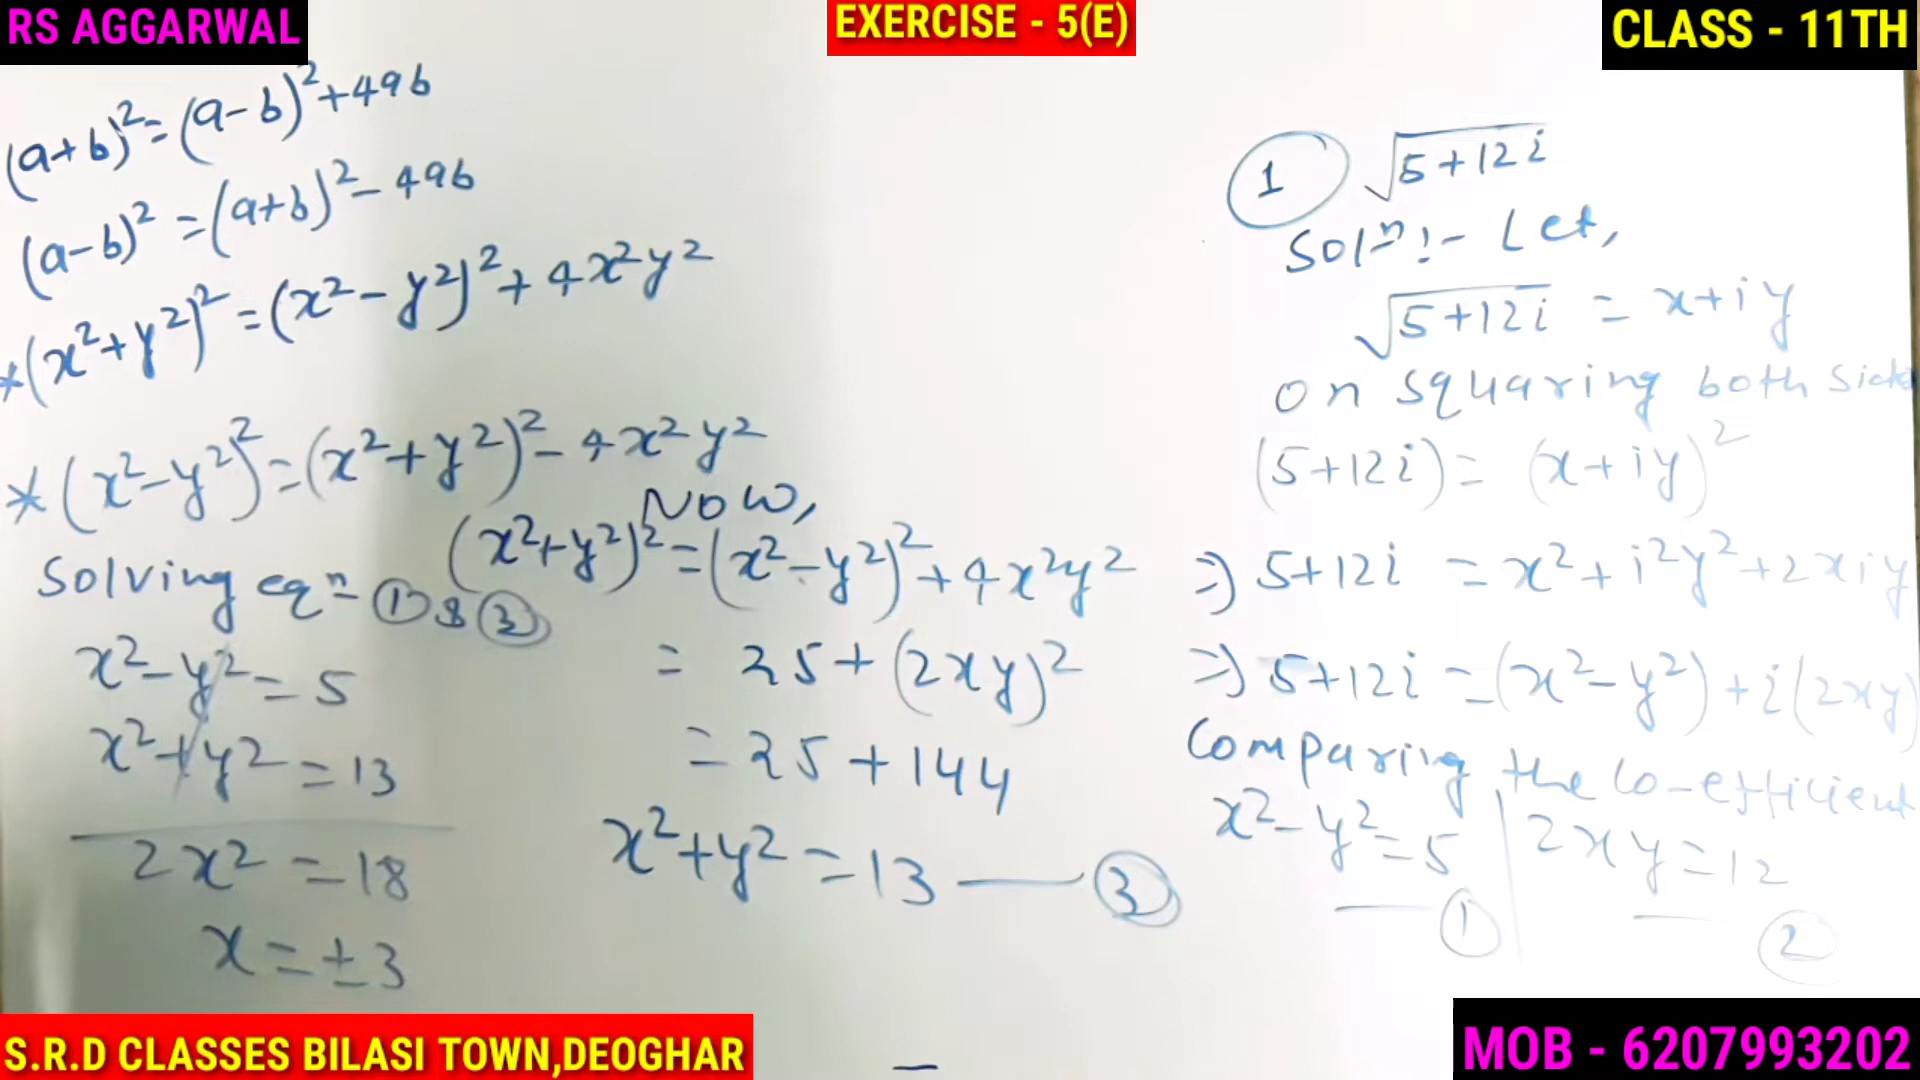 RS AGGARWAL
EXERCISE - 5(E)
CLASS - 11TH
(a+b)²=(a-b)²+4ab
(a-b)²=(a+b)²-4ab
*(x²+y²)²=(x²-y²)²+4x²y²
*(x²-y²)²=(x²+y²)²-4x²y²
Solving eqⁿ ① & ③
x²-y²=5
x²+y²=13
2x²=18
x=±3
Now,
(x²+y²)²=(x²-y²)²+4x²y²
= 25+(2xy)²
=25+144
x²+y²=13 — ③
① √5+12i
Solⁿ:- Let,
√5+12i = x+iy
on squaring both side
(5+12i)=(x+iy)²
⇒ 5+12i = x²+i²y²+2xiy
⇒ 5+12i=(x²-y²)+i(2xy)
Comparing the Co-efficient
x²-y²=5 | 2xy=12
— ① — ②
S.R.D CLASSES BILASI TOWN,DEOGHAR
MOB - 6207993202